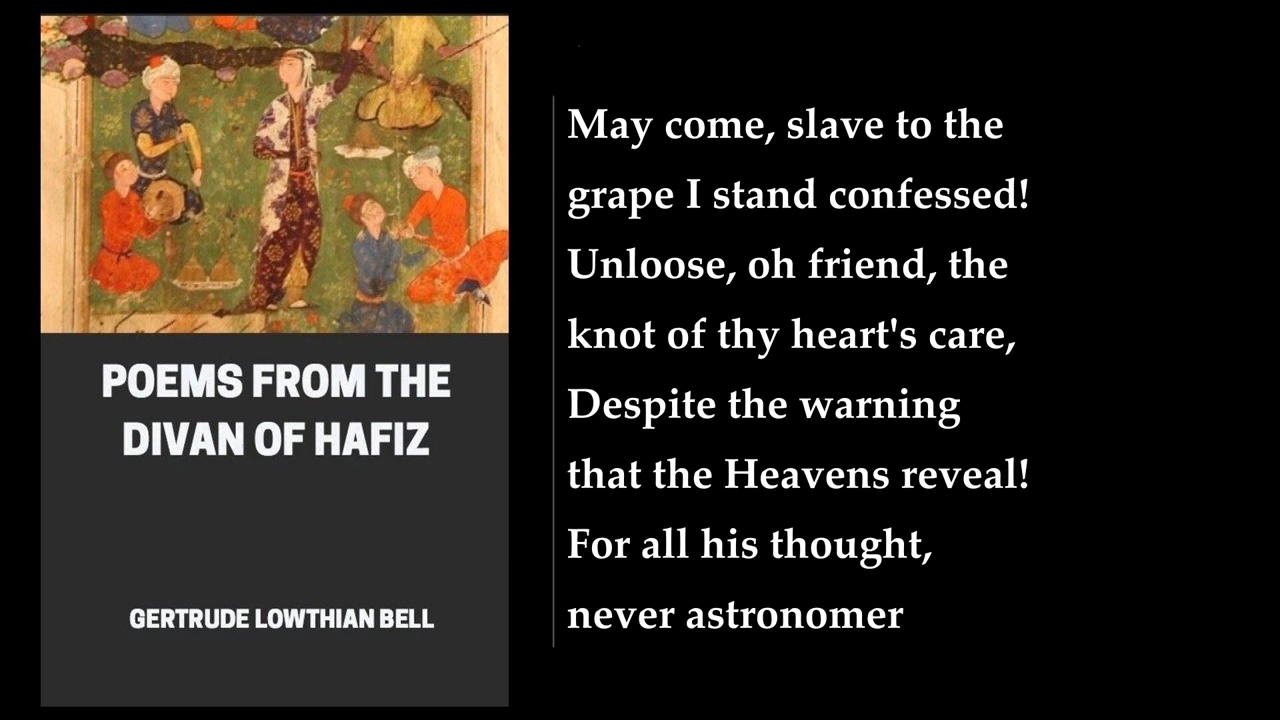 POEMS FROM THE
DIVAN OF HAFIZ
GERTRUDE LOWTHIAN BELL
May come, slave to the
grape I stand confessed!
Unloose, oh friend, the
knot of thy heart's care,
Despite the warning
that the Heavens reveal!
For all his thought,
never astronomer